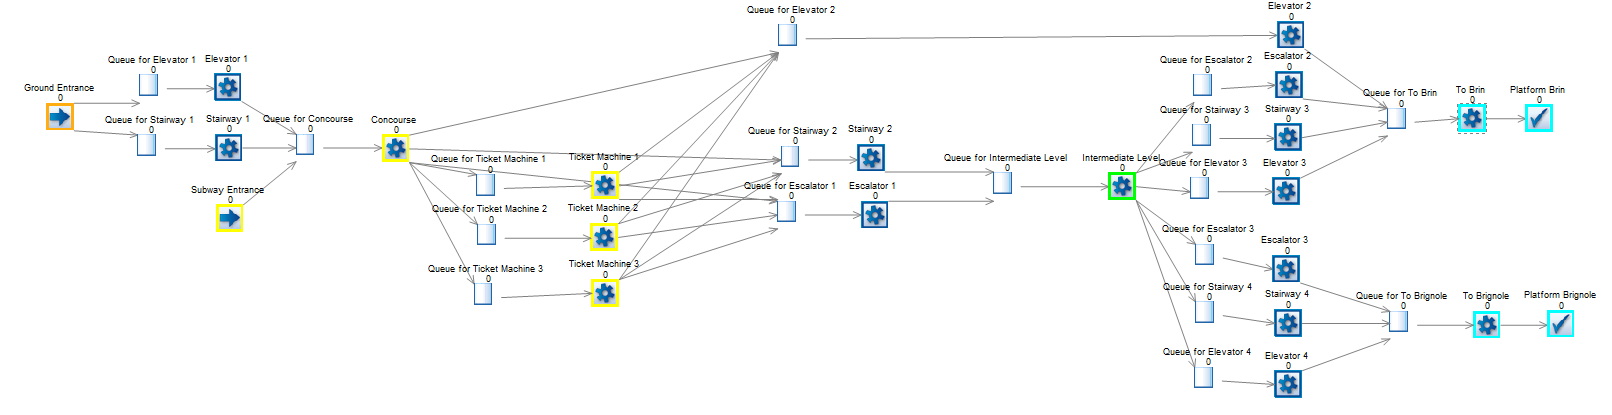 Ground Entrance
0
Queue for Elevator 1
0
Elevator 1
0
Queue for Stairway 1
0
Stairway 1
0
Subway Entrance
0
Queue for Concourse
0
Concourse
0
Queue for Ticket Machine 1
0
Ticket Machine 1
0
Queue for Ticket Machine 2
0
Ticket Machine 2
0
Queue for Ticket Machine 3
0
Ticket Machine 3
0
Queue for Elevator 2
0
Queue for Stairway 2
0
Stairway 2
0
Queue for Escalator 1
0
Escalator 1
0
Queue for Intermediate Level
0
Intermediate Level
0
Elevator 2
0
Queue for Escalator 2
0
Escalator 2
0
Queue for Stairway 3
0
Stairway 3
0
Queue for Elevator 3
0
Elevator 3
0
Queue for To Brin
0
To Brin
0
Platform Brin
0
Queue for Escalator 3
0
Escalator 3
0
Queue for Stairway 4
0
Stairway 4
0
Queue for Elevator 4
0
Elevator 4
0
Queue for To Brignole
0
To Brignole
0
Platform Brignole
0